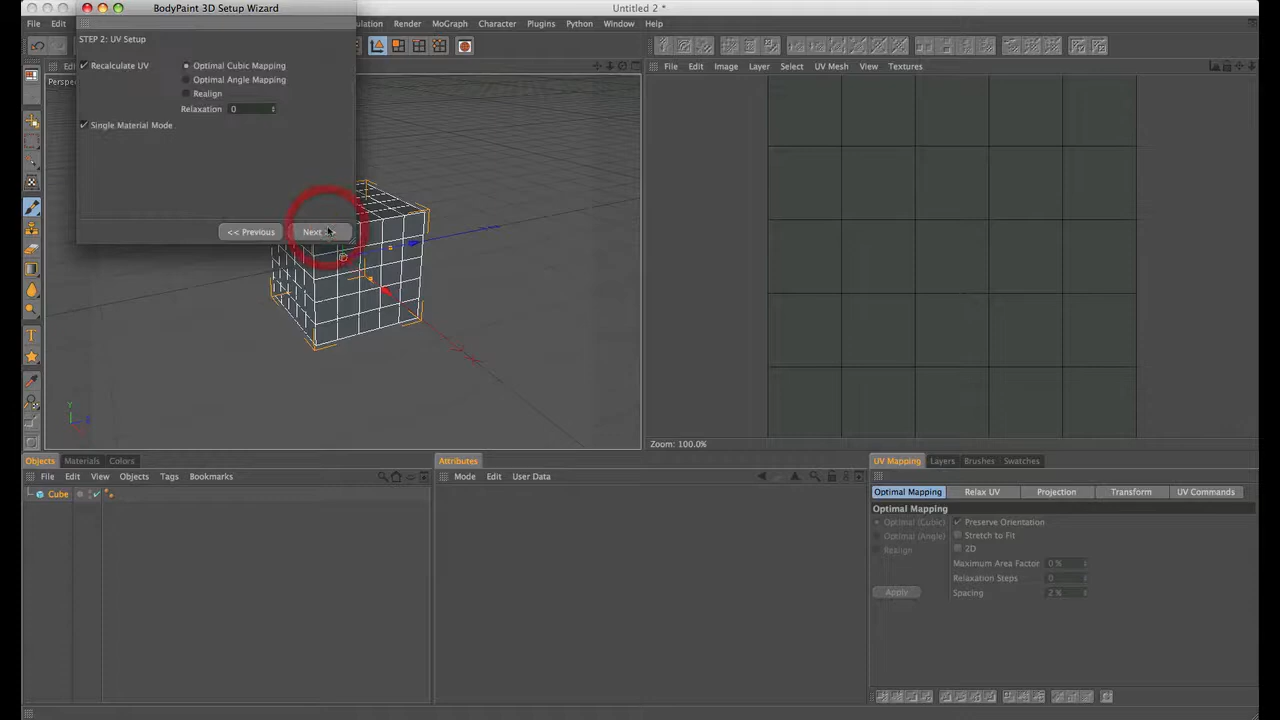 BodyPaint 3D Setup Wizard
Untitled 2 *
File Edit
Render MoGraph Character Plugins Python Window Help
STEP 2: UV Setup
Recalculate UV
Optimal Cubic Mapping
Optimal Angle Mapping
Realign
Relaxation 0
Single Material Mode
<< Previous
Next
File Edit Image Layer Select UV Mesh View Textures
Y
Zoom: 100.0%
Objects Materials Colors
Attributes
UV Mapping Layers Brushes Swatches
File Edit View Objects Tags Bookmarks
Mode Edit User Data
Cube
Optimal Mapping Relax UV Projection Transform UV Commands
Optimal Mapping
Optimal (Cubic) Preserve Orientation
Optimal (Angle) Stretch to Fit
Realign 2D
Maximum Area Factor 0 %
Relaxation Steps 0
Apply Spacing 2 %